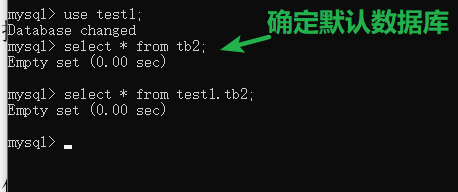 mysql> use test1;
Database changed
mysql> select * from tb2;
确定默认数据库
Empty set (0.00 sec)
mysql> select * from test1.tb2;
Empty set (0.00 sec)
mysql>